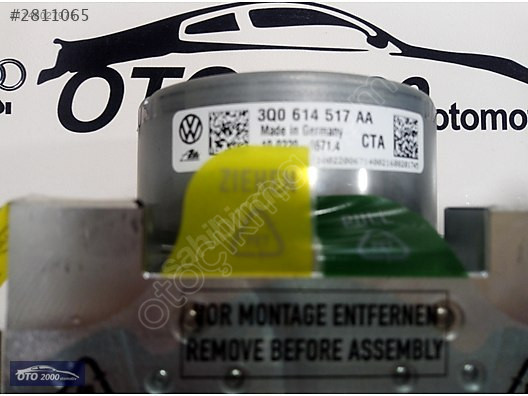 #2811065
OTO
otomo
3Q0 614 517 AA
Made in Germany
CTA
ZIEHEN
PULL
VOR MONTAGE ENTFERNEN
REMOVE BEFORE ASSEMBLY
OTO 2000